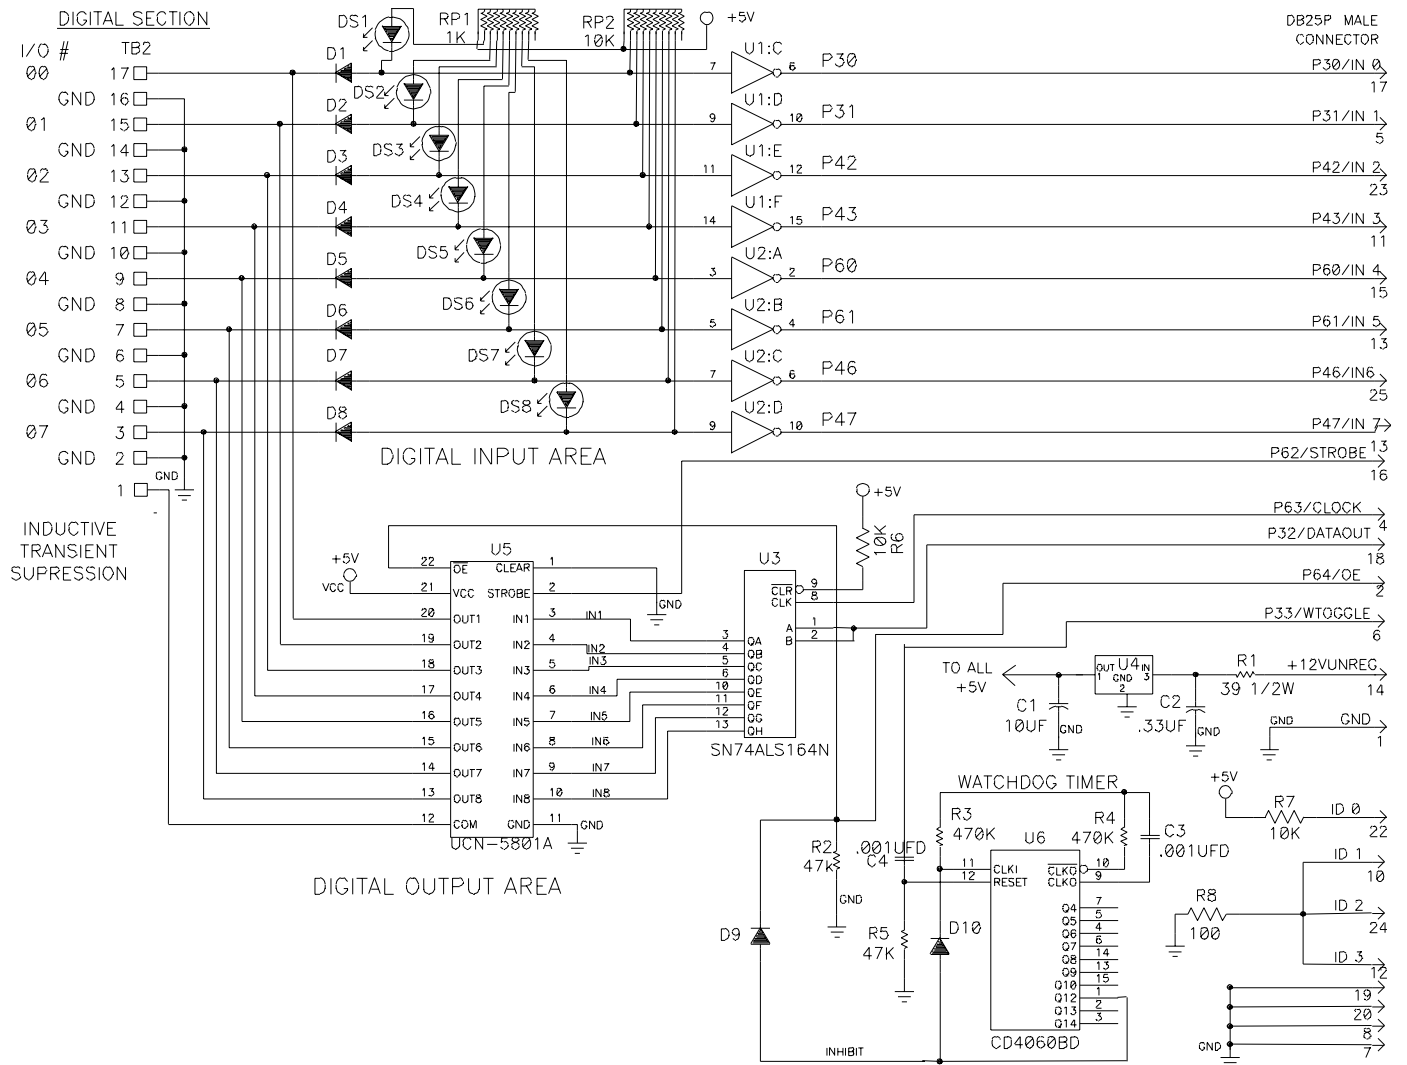 DIGITAL SECTION
I/O #
TB2
DS1
RP1
1K
RP2
10K
+5V
DB25P MALE
CONNECTOR
00 17 D1 7 U1:C 6 P30 P30/IN 0 17
GND 16 DS2
01 15 D2 9 U1:D 10 P31 P31/IN 1 5
GND 14 DS3
02 13 D3 11 U1:E 12 P42 P42/IN 2 23
GND 12 DS4
03 11 D4 14 U1:F 15 P43 P43/IN 3 11
GND 10 DS5
04 9 D5 3 U2:A 2 P60 P60/IN 4 15
GND 8 DS6
05 7 D6 5 U2:B 4 P61 P61/IN 5 13
GND 6 DS7
06 5 D7 7 U2:C 6 P46 P46/IN6 25
GND 4 DS8
07 3 D8 9 U2:D 10 P47 P47/IN 7 13
GND 2
DIGITAL INPUT AREA
P62/STROBE 16
GND
1
INDUCTIVE
TRANSIENT
SUPRESSION
+5V
10K
R6
P63/CLOCK 4
P32/DATAOUT 18
P64/OE 2
P33/WTOGGLE 6
+5V
VCC
U5
22 OE CLEAR 1
21 VCC STROBE 2
GND
20 OUT1 IN1 3 IN1
19 OUT2 IN2 4 IN2
18 OUT3 IN3 5 IN3
17 OUT4 IN4 6 IN4
16 OUT5 IN5 7 IN5
15 OUT6 IN6 8 IN6
14 OUT7 IN7 9 IN7
13 OUT8 IN8 10 IN8
12 COM GND 11 GND
UCN-5801A
DIGITAL OUTPUT AREA
U3
CLR 9
CLK 8
A 1
B 2
3 QA
4 QB
5 QC
6 QD
10 QE
11 QF
12 QG
13 QH
SN74ALS164N
TO ALL
+5V
OUT U4 IN
1 GND 3
2
R1
39 1/2W
+12VUNREG
14
C1
10UF
GND
C2
.33UF
GND
GND GND
1
WATCHDOG TIMER
+5V
R7
10K
ID 0
22
R3
470K
R4
470K
C3
.001UFD
U6
R2
47K
GND
.001UFD
C4
11 CLKI CLKO 10
12 RESET CLKO 9
Q4 7
Q5 5
Q6 4
Q7 6
Q8 14
Q9 13
Q10 15
Q12 1
Q13 2
Q14 3
CD4060BD
D9
R5
47K
D10
INHIBIT
ID 1
10
R8
100
ID 2
24
ID 3
12
19
20
8
GND
7